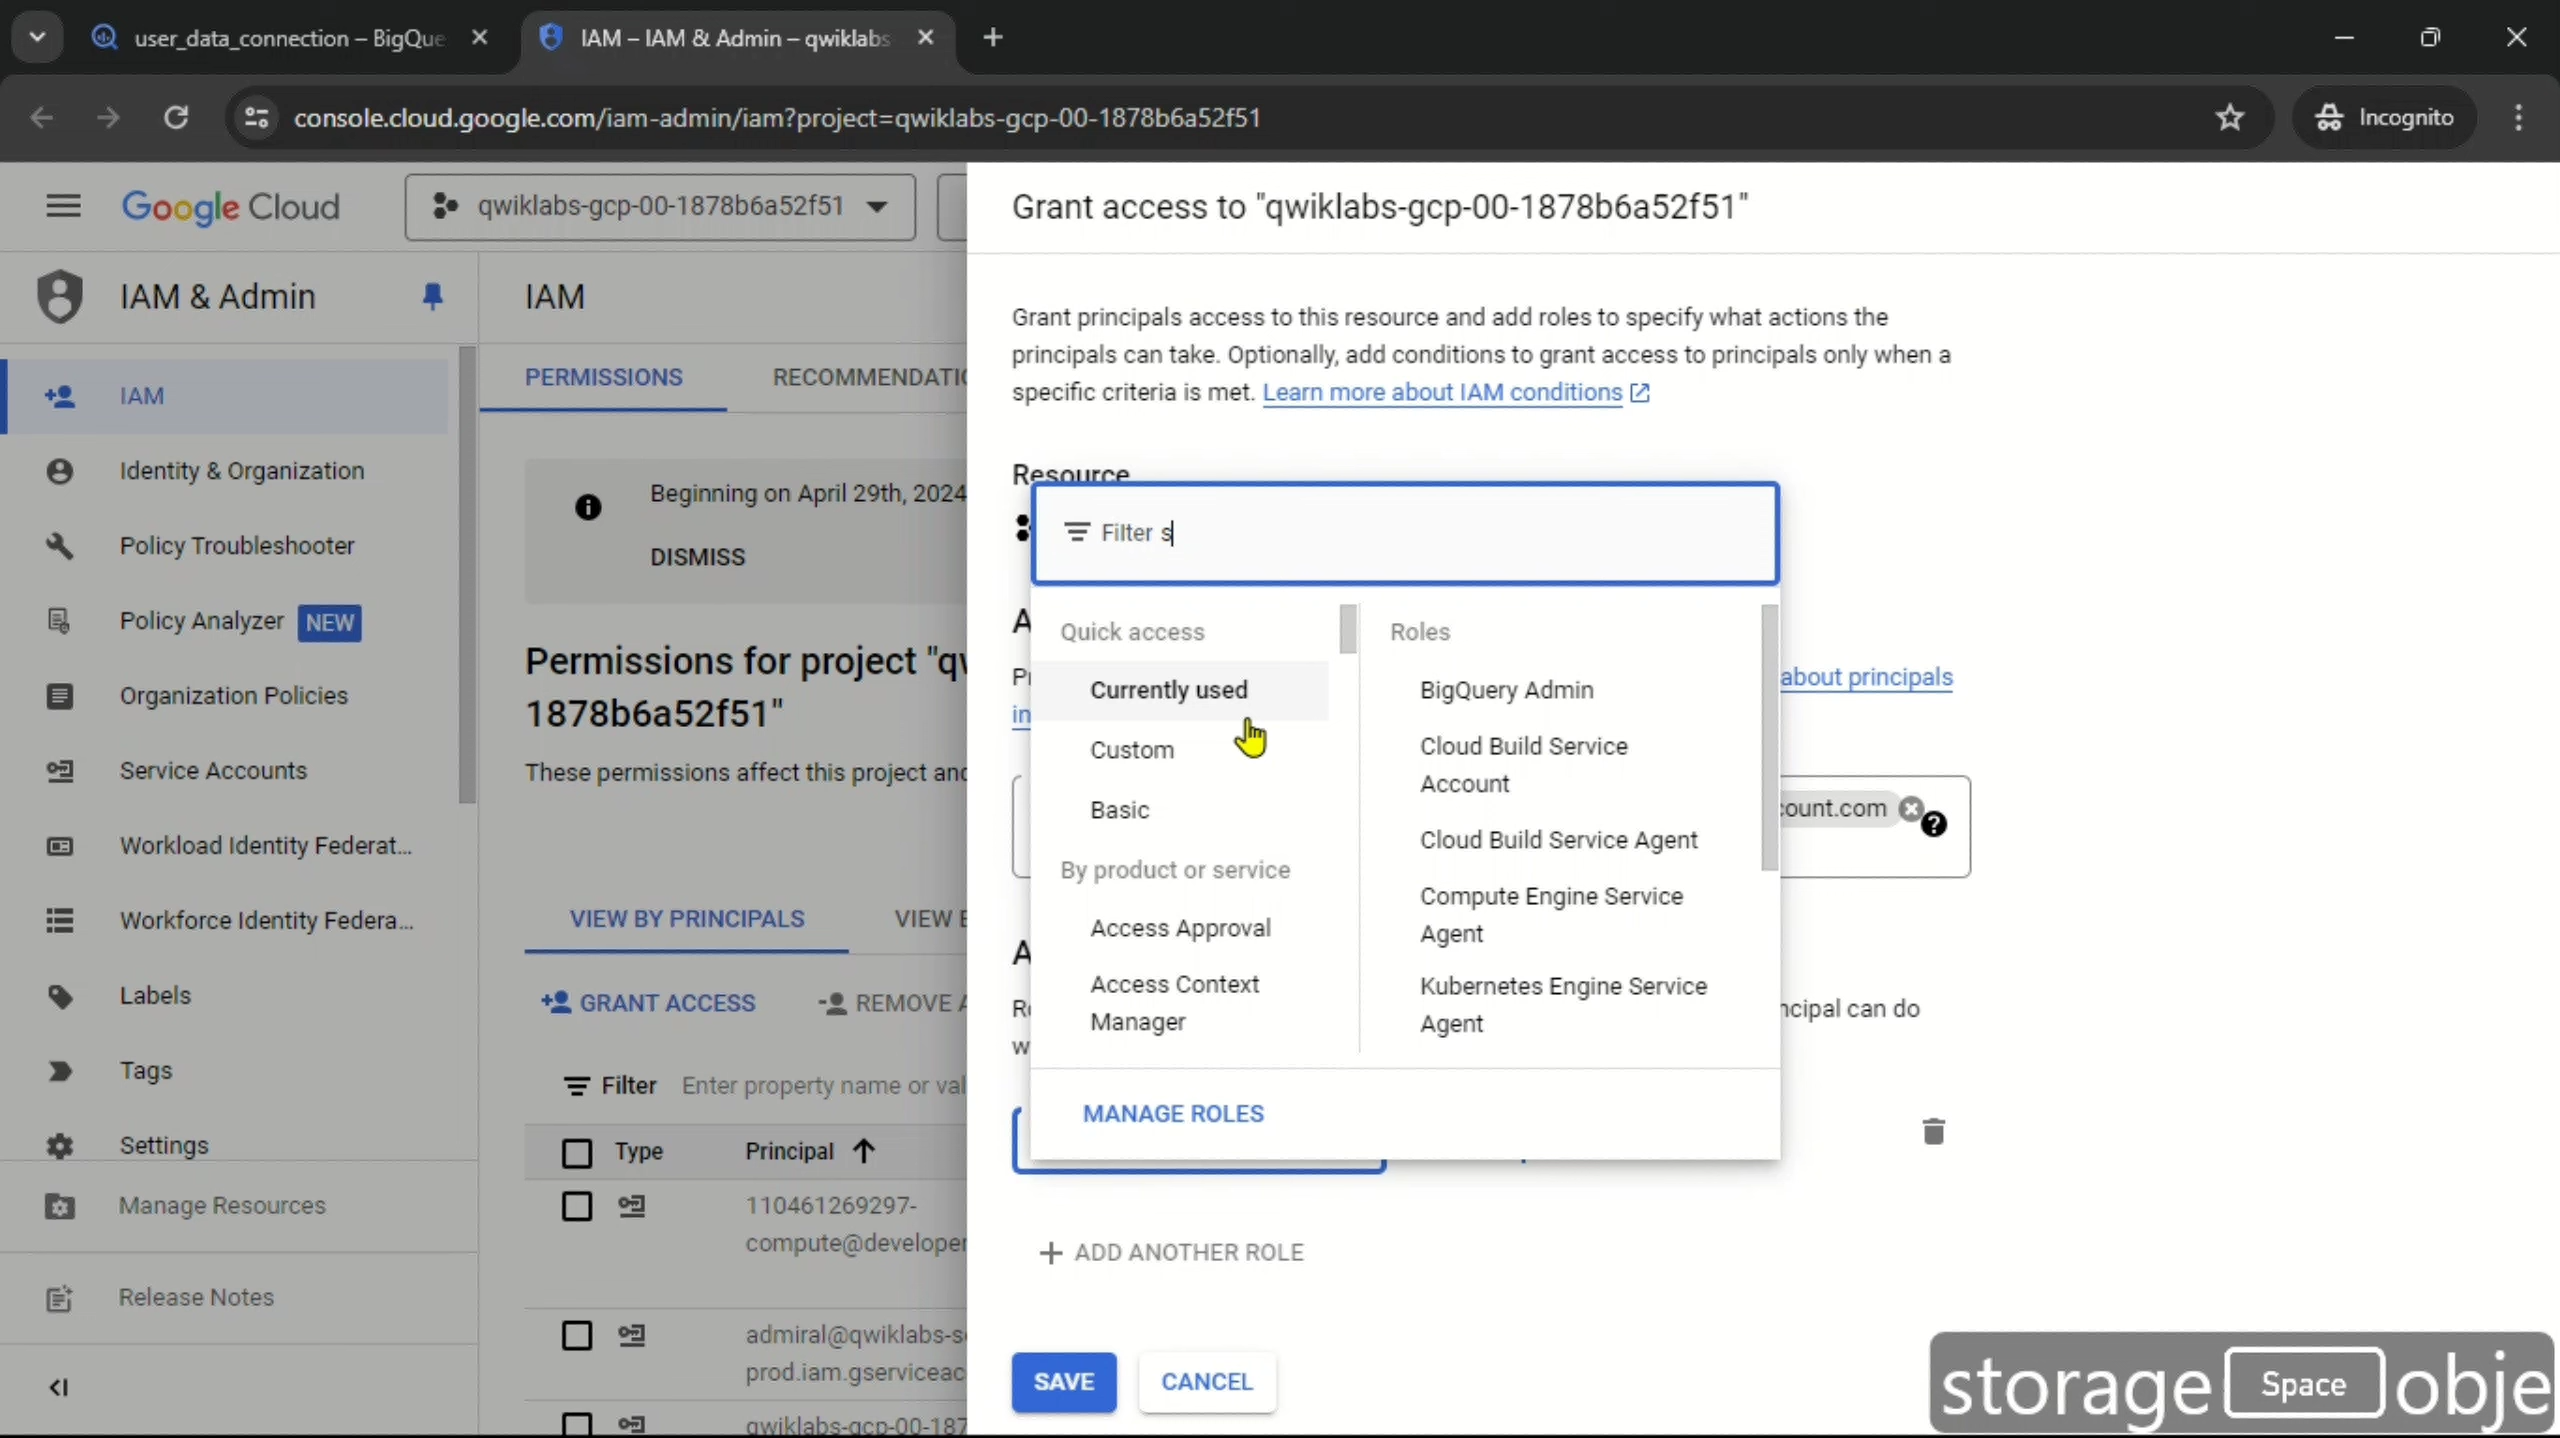 user_data_connection – BigQue
IAM – IAM & Admin – qwiklabs
console.cloud.google.com/iam-admin/iam?project=qwiklabs-gcp-00-1878b6a52f51
Incognito
Google Cloud
qwiklabs-gcp-00-1878b6a52f51
IAM & Admin
IAM
Identity & Organization
Policy Troubleshooter
Policy Analyzer NEW
Organization Policies
Service Accounts
Workload Identity Federat...
Workforce Identity Federa...
Labels
Tags
Settings
Manage Resources
Release Notes
IAM
PERMISSIONS
RECOMMENDATIO
Beginning on April 29th, 2024
DISMISS
Permissions for project "qw
1878b6a52f51"
These permissions affect this project and
VIEW BY PRINCIPALS
VIEW B
GRANT ACCESS
REMOVE A
Filter Enter property name or val
Type Principal
110461269297-
compute@developer
admiral@qwiklabs-se
prod.iam.gserviceac
qwiklabs-gcp-00-187
Grant access to "qwiklabs-gcp-00-1878b6a52f51"
Grant principals access to this resource and add roles to specify what actions the
principals can take. Optionally, add conditions to grant access to principals only when a
specific criteria is met. Learn more about IAM conditions
Resource
Filter s
A
Quick access
Currently used
Custom
Basic
By product or service
Access Approval
Access Context
Manager
Roles
BigQuery Admin
Cloud Build Service
Account
Cloud Build Service Agent
Compute Engine Service
Agent
Kubernetes Engine Service
Agent
MANAGE ROLES
about principals
in
count.com
A
ncipal can do
w
ADD ANOTHER ROLE
SAVE
CANCEL
storage Space obje